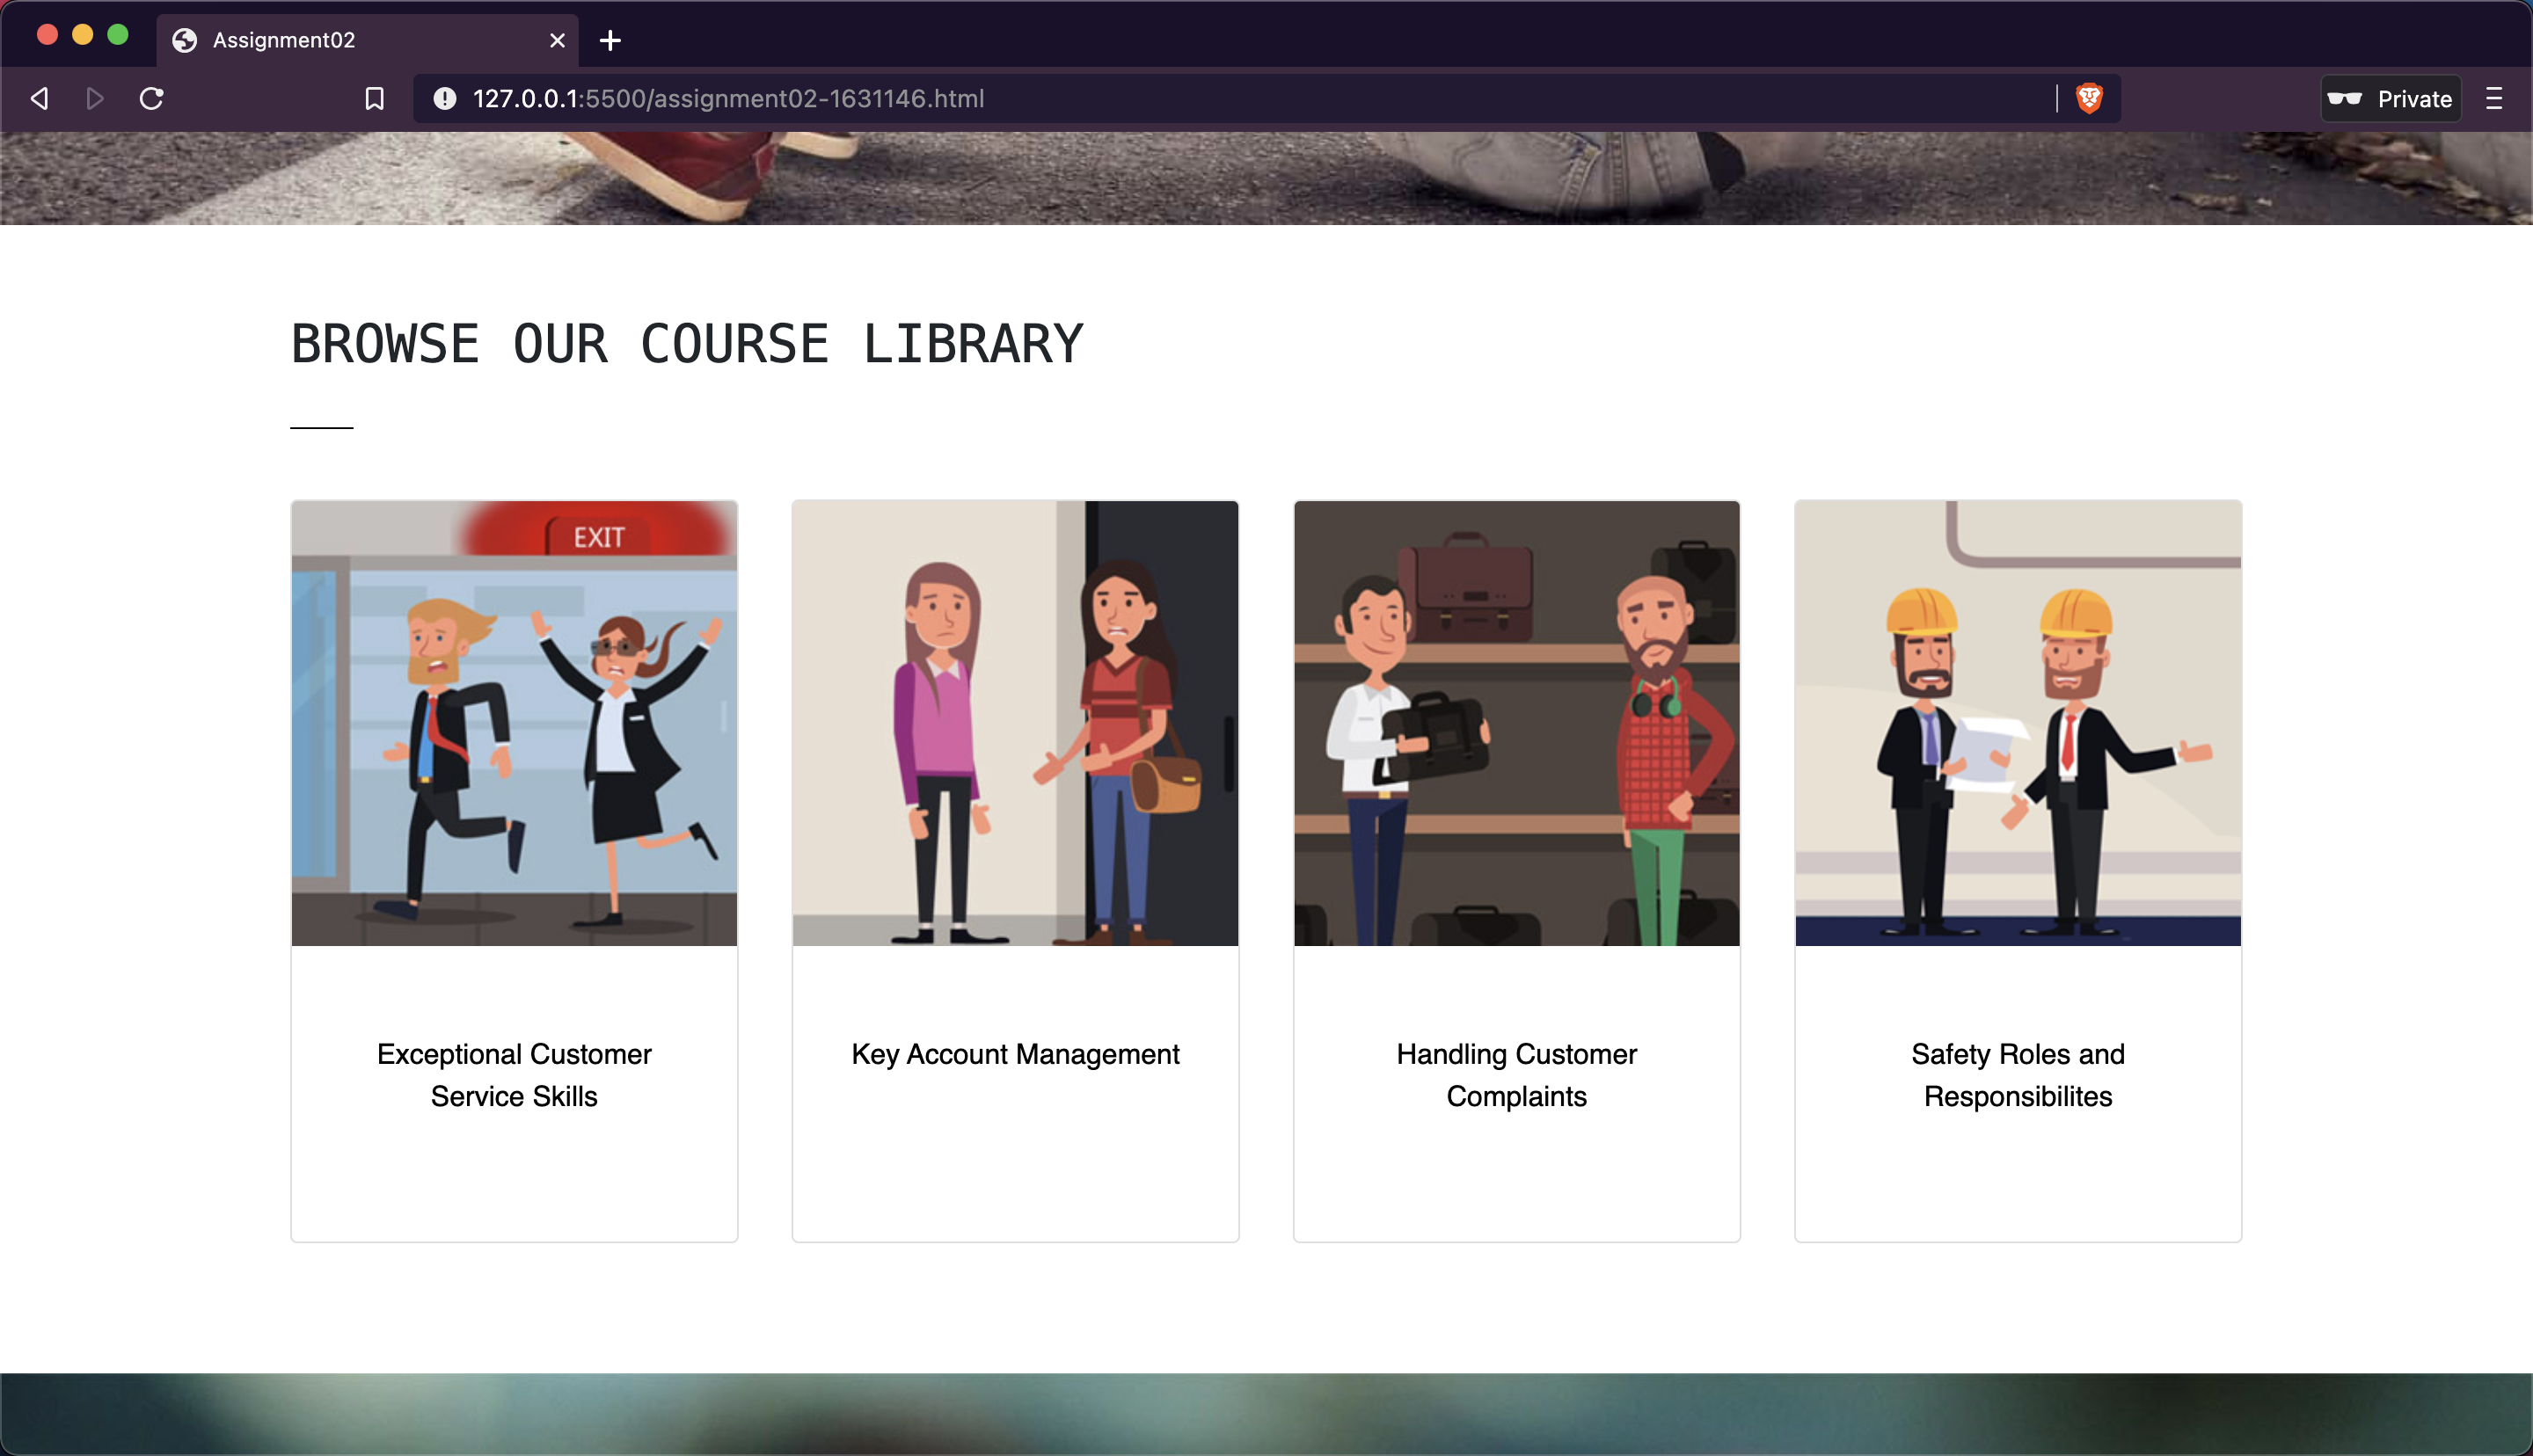 Assignment02
127.0.0.1:5500/assignment02-1631146.html
Private
BROWSE OUR COURSE LIBRARY
EXIT
Exceptional Customer
Service Skills
Key Account Management
Handling Customer
Complaints
Safety Roles and
Responsibilites